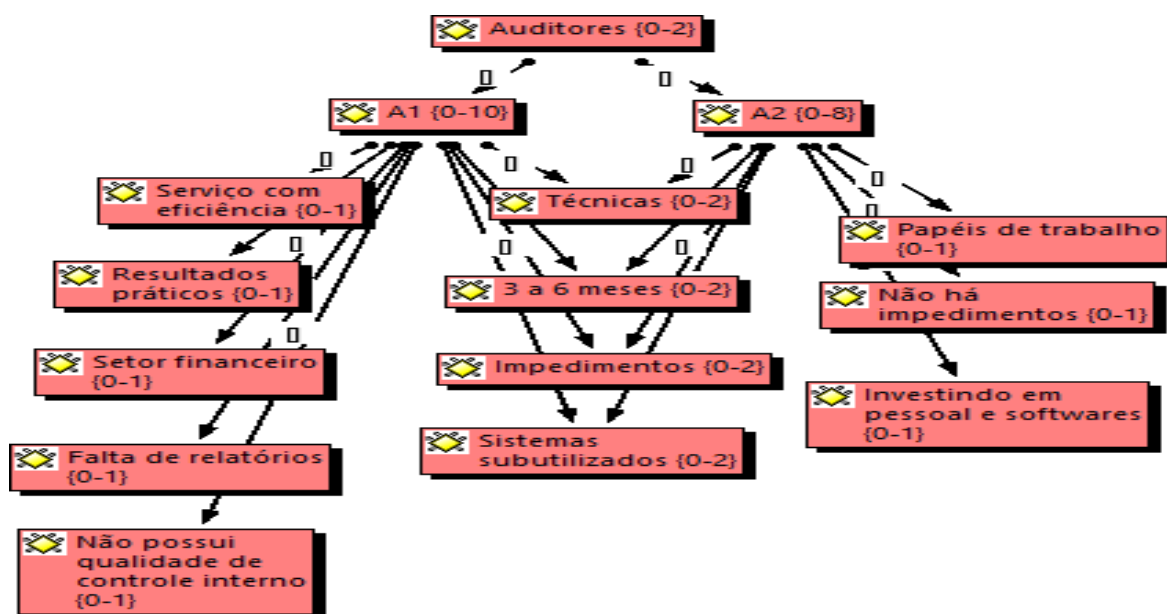 Auditores {0-2}
A1 {0-10}
A2 {0-8}
Serviço com
eficiência {0-1}
Técnicas {0-2}
Papéis de trabalho
{0-1}
Resultados
práticos {0-1}
3 a 6 meses {0-2}
Não há
impedimentos {0-1}
Setor financeiro
{0-1}
Impedimentos {0-2}
Investindo em
pessoal e softwares
{0-1}
Falta de relatórios
{0-1}
Sistemas
subutilizados {0-2}
Não possui
qualidade de
controle interno
{0-1}